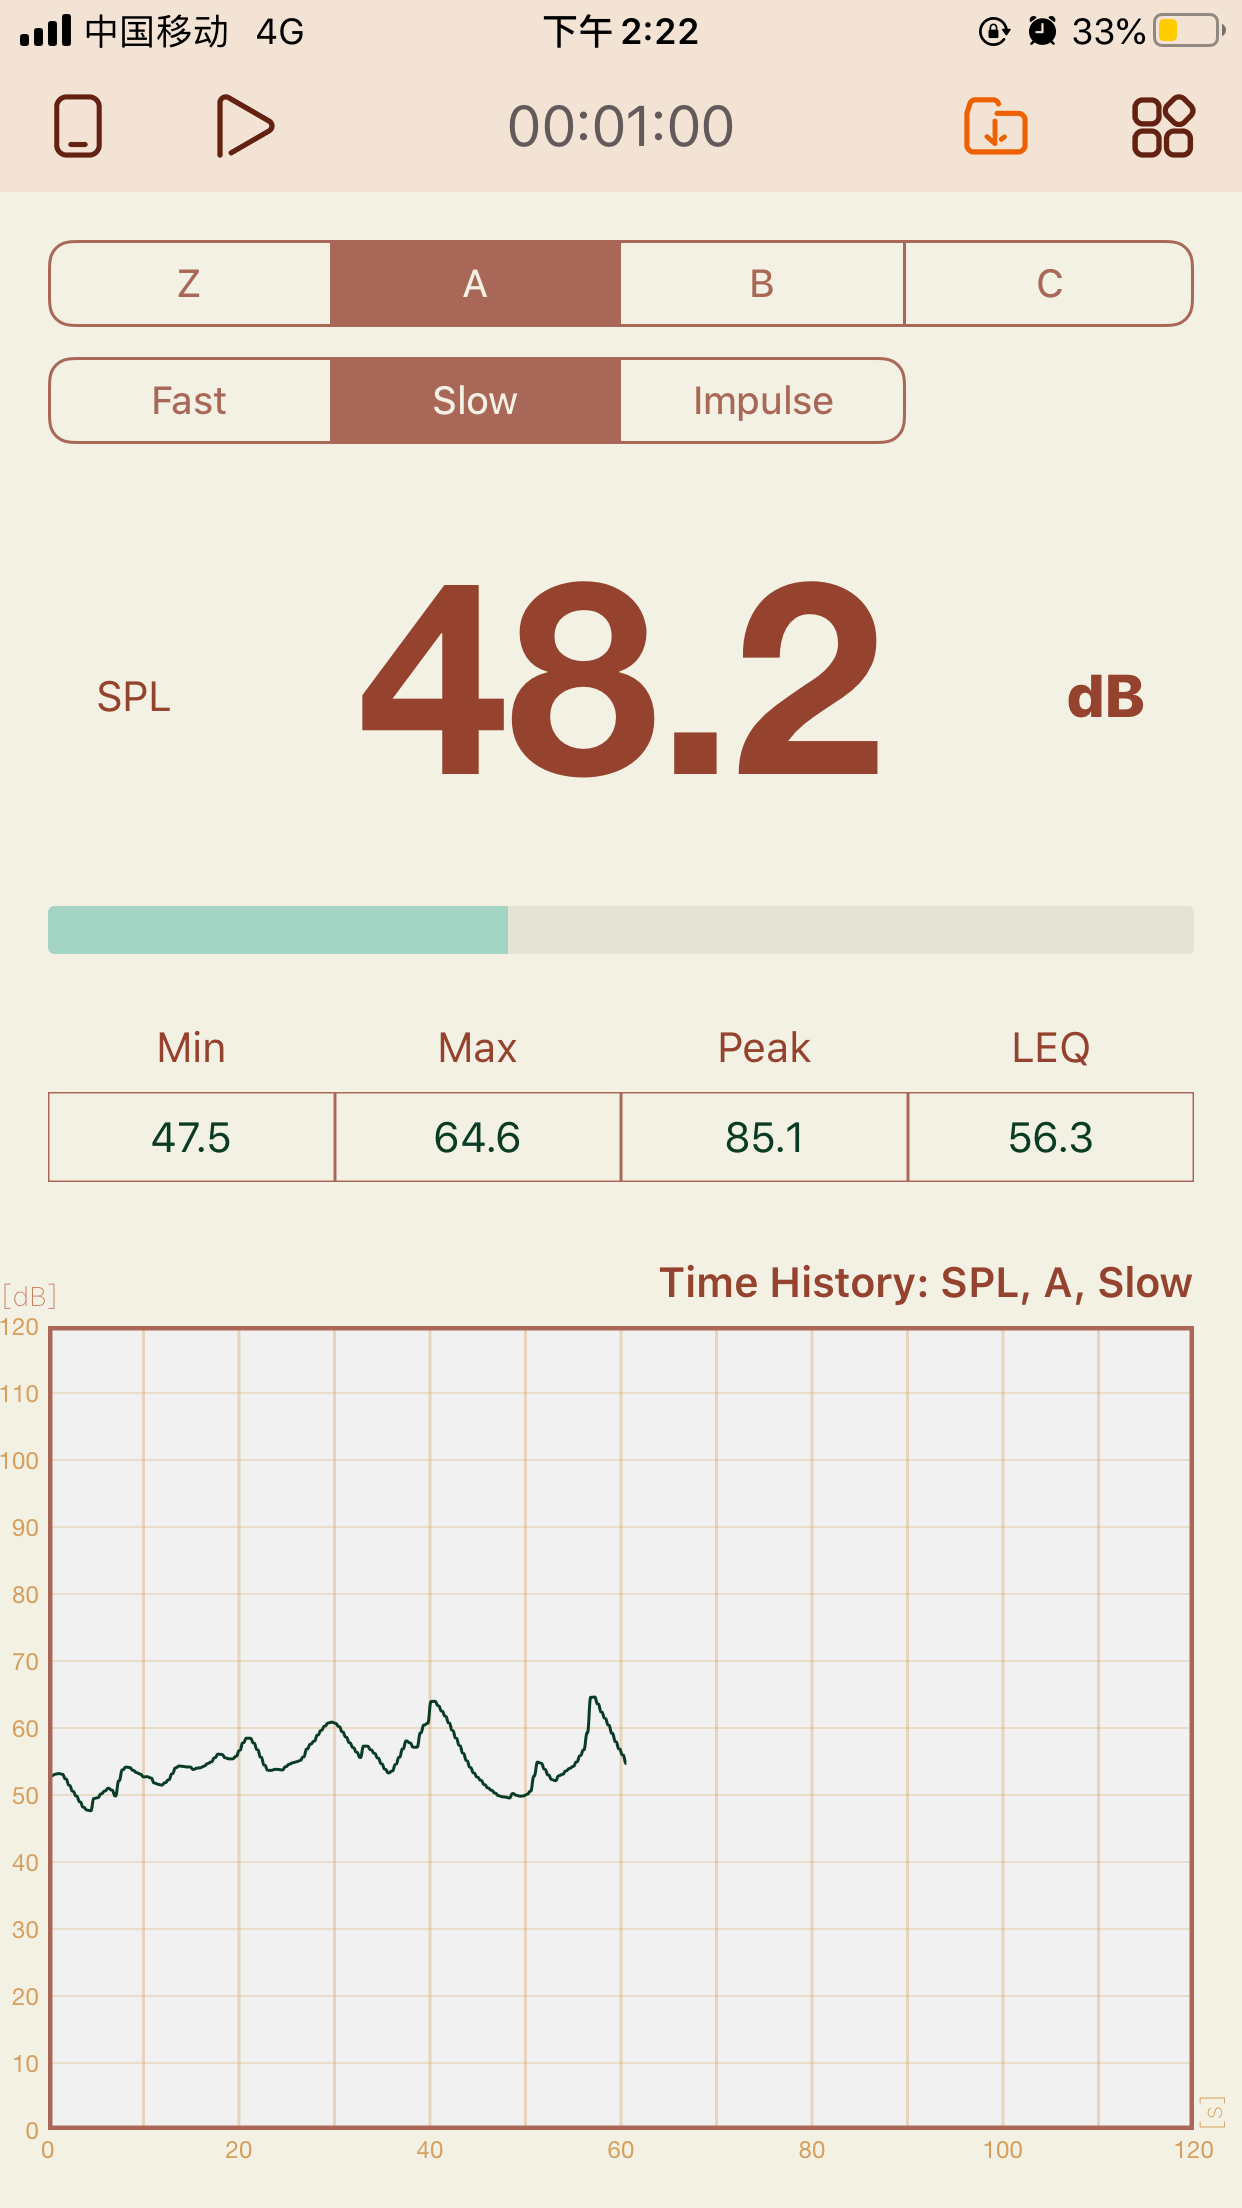 中国移动 4G 下午 2:22 33%
00:01:00
Z A B C
Fast Slow Impulse
SPL 48.2 dB
Min Max Peak LEQ
47.5 64.6 85.1 56.3
Time History: SPL, A, Slow
[dB]
120
110
100
90
80
70
60
50
40
30
20
10
0
[s]
0 20 40 60 80 100 120